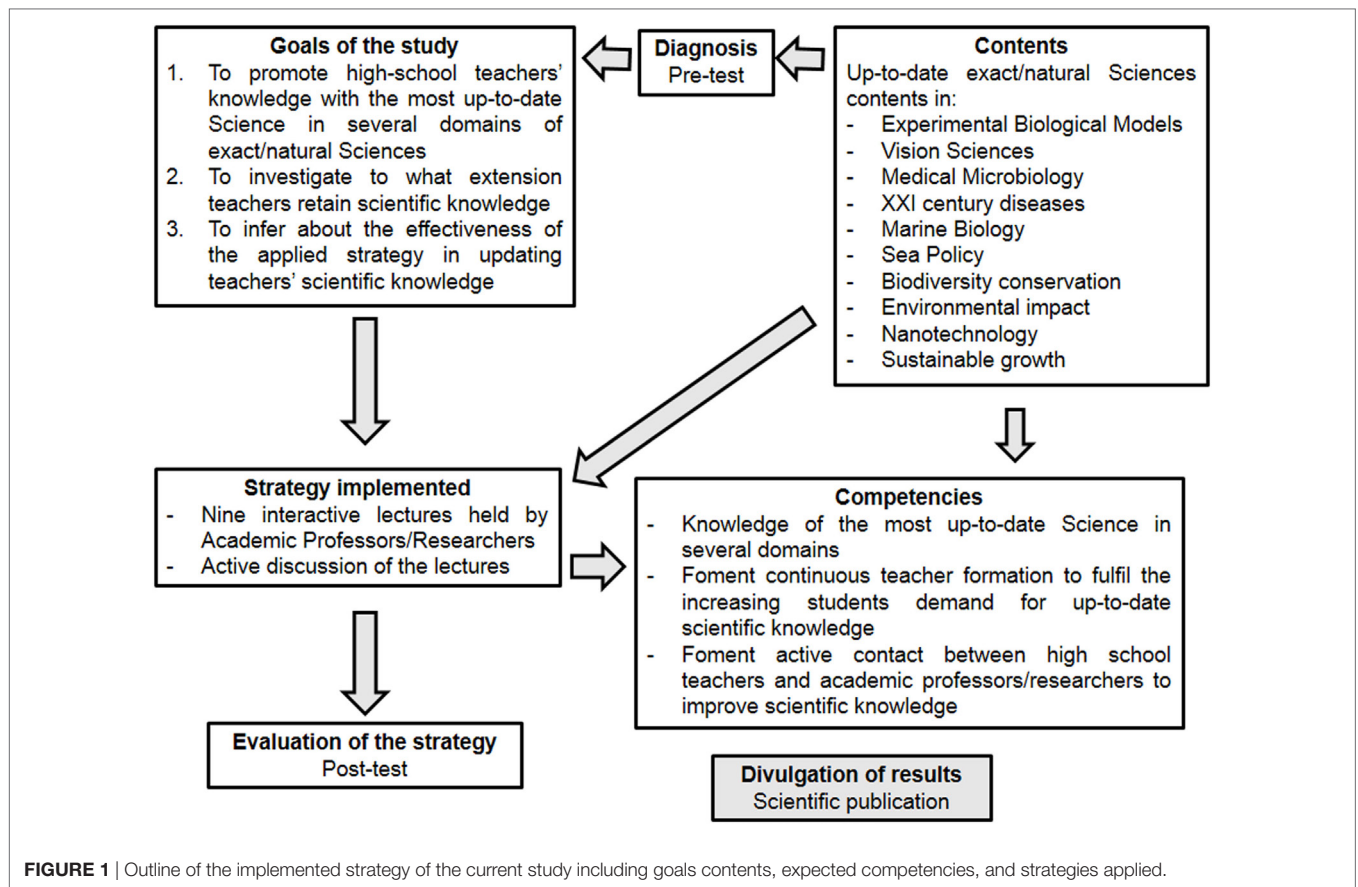 Goals of the study
1. To promote high-school teachers'
knowledge with the most up-to-date
Science in several domains of
exact/natural Sciences
2. To investigate to what extension
teachers retain scientific knowledge
3. To infer about the effectiveness of
the applied strategy in updating
teachers' scientific knowledge
Diagnosis
Pre-test
Contents
Up-to-date exact/natural Sciences
contents in:
- Experimental Biological Models
- Vision Sciences
- Medical Microbiology
- XXI century diseases
- Marine Biology
- Sea Policy
- Biodiversity conservation
- Environmental impact
- Nanotechnology
- Sustainable growth
Strategy implemented
- Nine interactive lectures held by
Academic Professors/Researchers
- Active discussion of the lectures
Competencies
- Knowledge of the most up-to-date Science in
several domains
- Foment continuous teacher formation to fulfil the
increasing students demand for up-to-date
scientific knowledge
- Foment active contact between high school
teachers and academic professors/researchers to
improve scientific knowledge
Evaluation of the strategy
Post-test
Divulgation of results
Scientific publication
FIGURE 1 | Outline of the implemented strategy of the current study including goals contents, expected competencies, and strategies applied.